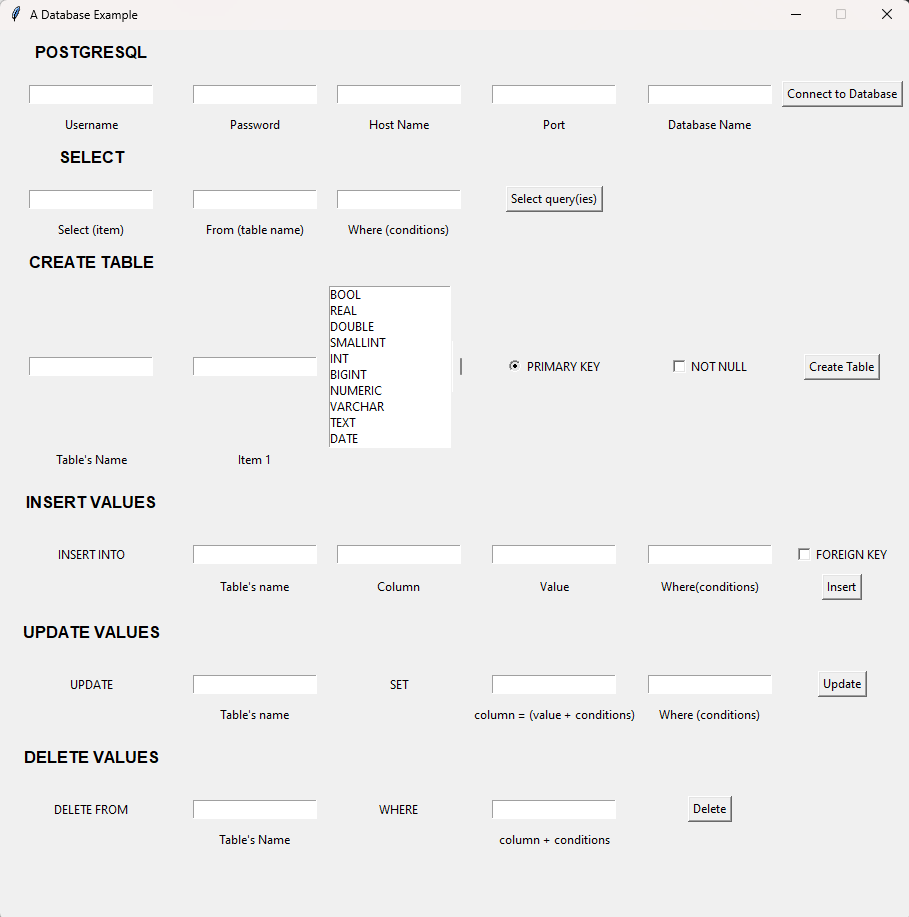 A Database Example
POSTGRESQL
Connect to Database
Username Password Host Name Port Database Name
SELECT
Select query(ies)
Select (item) From (table name) Where (conditions)
CREATE TABLE
BOOL
REAL
DOUBLE
SMALLINT
INT
BIGINT
NUMERIC
VARCHAR
TEXT
DATE
PRIMARY KEY NOT NULL Create Table
Table's Name Item 1
INSERT VALUES
INSERT INTO FOREIGN KEY
Table's name Column Value Where(conditions) Insert
UPDATE VALUES
UPDATE SET Update
Table's name column = (value + conditions) Where (conditions)
DELETE VALUES
DELETE FROM WHERE Delete
Table's Name column + conditions